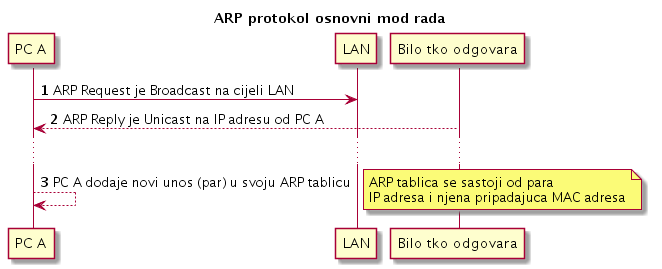 ARP protokol osnovni mod rada
PC A
LAN
Bilo tko odgovara
1 ARP Request je Broadcast na cijeli LAN
2 ARP Reply je Unicast na IP adresu od PC A
3 PC A dodaje novi unos (par) u svoju ARP tablicu
ARP tablica se sastoji od para
IP adresa i njena pripadajuca MAC adresa
PC A
LAN
Bilo tko odgovara